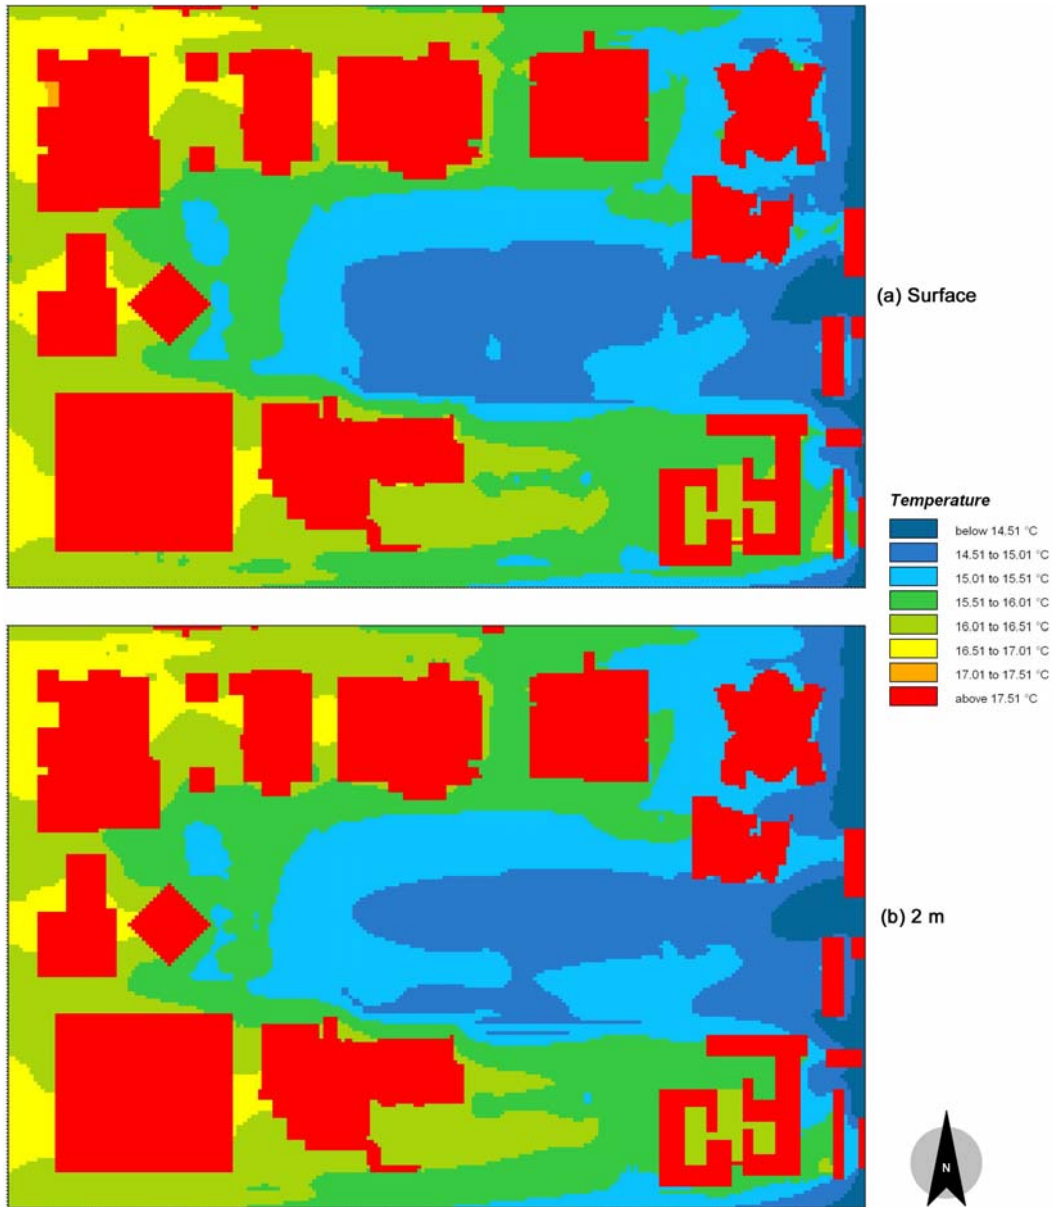 (a) Surface
Temperature
below 14.51 °C
14.51 to 15.01 °C
15.01 to 15.51 °C
15.51 to 16.01 °C
16.01 to 16.51 °C
16.51 to 17.01 °C
17.01 to 17.51 °C
above 17.51 °C
(b) 2 m
N